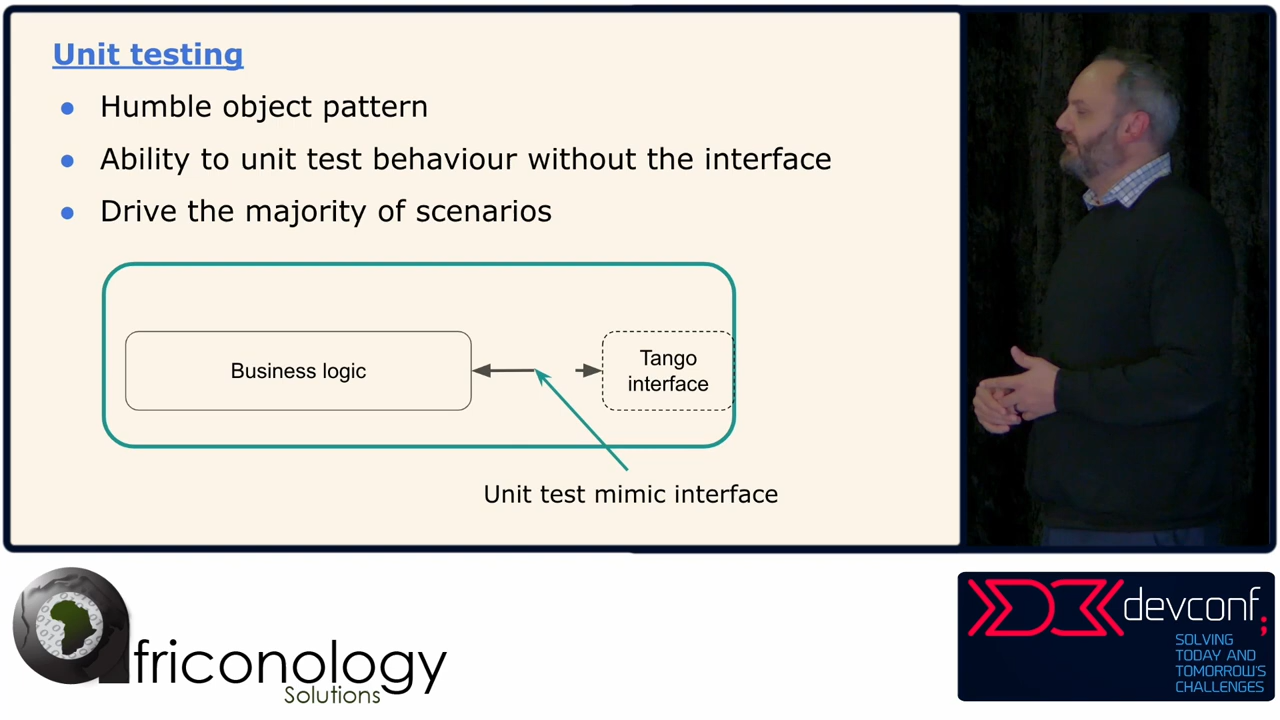 Unit testing
Humble object pattern
Ability to unit test behaviour without the interface
Drive the majority of scenarios
Business logic
Tango
interface
Unit test mimic interface
africonology
Solutions
devconf;
SOLVING
TODAY AND
TOMORROW'S
CHALLENGES